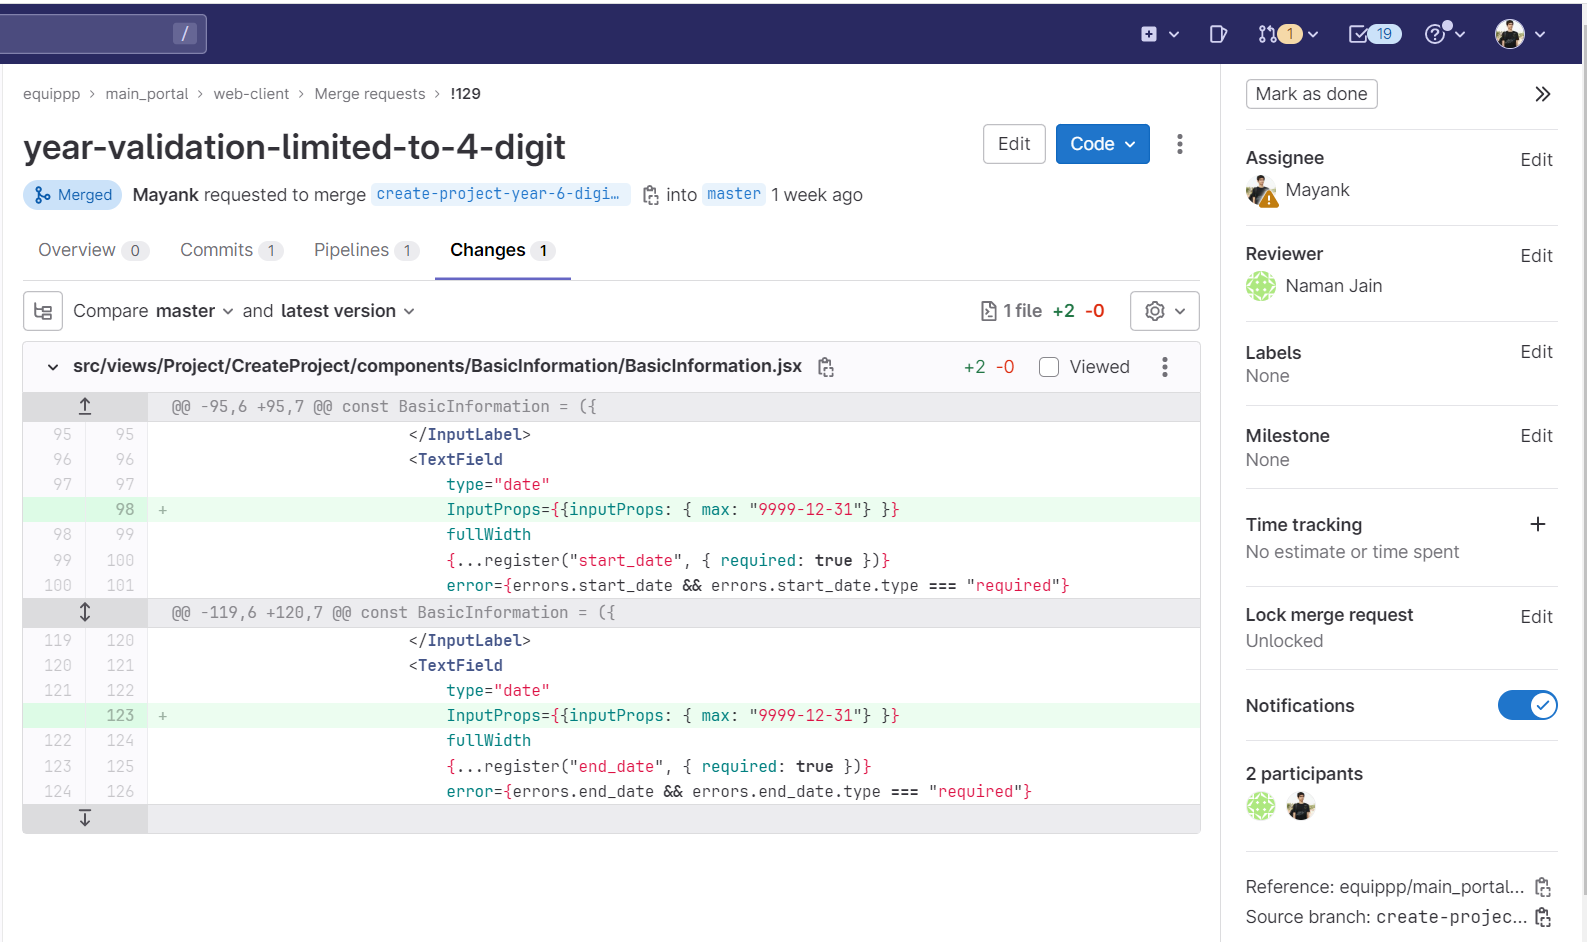 /
1
19
equippp > main_portal > web-client > Merge requests > !129
year-validation-limited-to-4-digit
Edit
Code
Merged
Mayank requested to merge create-project-year-6-digi… into master 1 week ago
Overview 0
Commits 1
Pipelines 1
Changes 1
Compare master and latest version
1 file +2 -0
src/views/Project/CreateProject/components/BasicInformation/BasicInformation.jsx
+2 -0
Viewed
@@ -95,6 +95,7 @@ const BasicInformation = ({
95 95 </InputLabel>
96 96 <TextField
97 97 type="date"
98 + InputProps={{inputProps: { max: "9999-12-31"} }}
98 99 fullWidth
99 100 {...register("start_date", { required: true })}
100 101 error={errors.start_date && errors.start_date.type === "required"}
@@ -119,6 +120,7 @@ const BasicInformation = ({
119 120 </InputLabel>
120 121 <TextField
121 122 type="date"
123 + InputProps={{inputProps: { max: "9999-12-31"} }}
122 124 fullWidth
123 125 {...register("end_date", { required: true })}
124 126 error={errors.end_date && errors.end_date.type === "required"}
Mark as done
Assignee
Edit
Mayank
Reviewer
Edit
Naman Jain
Labels
Edit
None
Milestone
Edit
None
Time tracking
+
No estimate or time spent
Lock merge request
Edit
Unlocked
Notifications
2 participants
Reference: equippp/main_portal...
Source branch: create-projec...